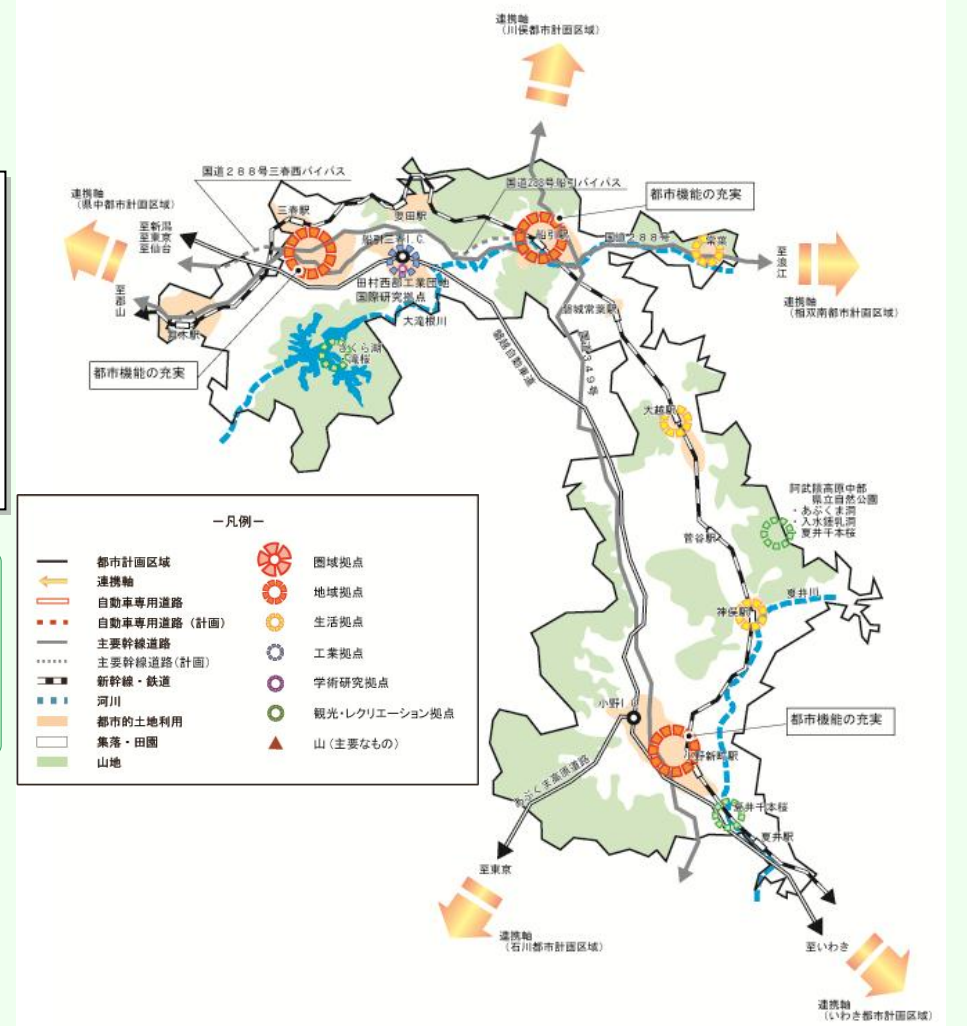 連携軸
（川俣都市計画区域）
国道２８８号三春西バイパス
国道288号船引バイパス
都市機能の充実
連携軸
（県中都市計画区域）
三春駅
要田駅
至新潟
至東京
至仙台
船引三春I.C.
船引駅
国道２８８号
常葉
至浪江
田村西部工業団地
国際研究拠点
連携軸
（相双南都市計画区域）
至郡山
大滝根川
磐城常葉駅
さくら湖
滝桜
磐越自動車道
国道３４９号
都市機能の充実
大越駅
阿武隈高原中部
県立自然公園
・あぶくま洞
・入水鍾乳洞
・夏井千本桜
菅谷駅
夏井川
神俣駅
－凡例－
都市計画区域
連携軸
自動車専用道路
自動車専用道路（計画）
主要幹線道路
主要幹線道路（計画）
新幹線・鉄道
河川
都市的土地利用
集落・田園
山地
圏域拠点
地域拠点
生活拠点
工業拠点
学術研究拠点
観光・レクリエーション拠点
山（主要なもの）
小野I.C
都市機能の充実
小野新町駅
あぶくま高原道路
夏井千本桜
夏井駅
至東京
連携軸
（石川都市計画区域）
至いわき
連携軸
（いわき都市計画区域）